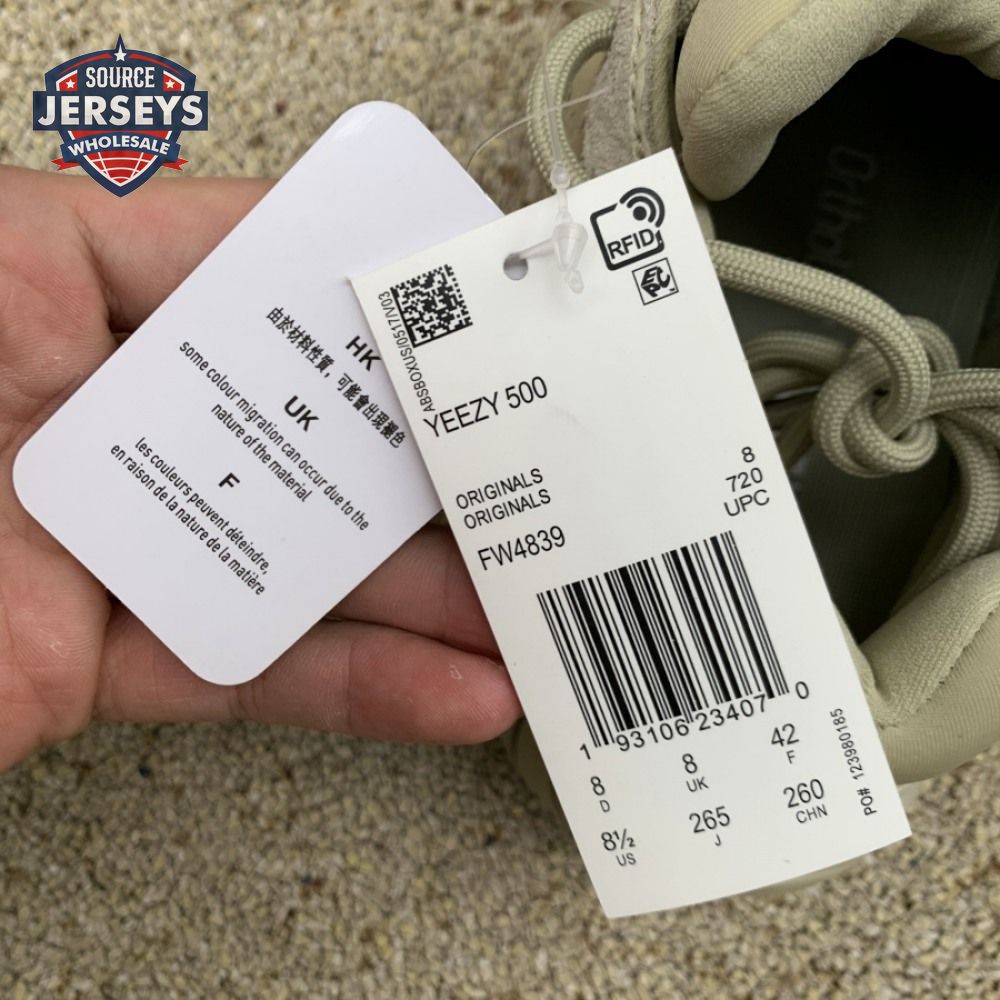 SOURCE
JERSEYS
WHOLESALE
HK
由於材料性質，可能會出現褪色
UK
some colour migration can occur due to the
nature of the material
F
les couleurs peuvent déteindre,
en raison de la nature de la matière
RFID
EPC
ABSBOXUS/0517/V/03
YEEZY 500
ORIGINALS
ORIGINALS
FW4839
8
720
UPC
1 93106 23407 0
8 D
8 UK
42 F
8½ US
265 J
260 CHN
PO# 123980185
Ortho